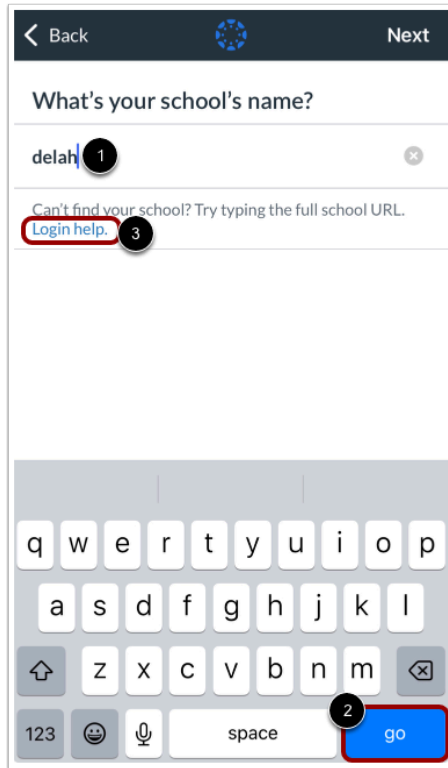 Back
Next
What's your school's name?
delah
1
Can't find your school? Try typing the full school URL.
Login help.
3
q w e r t y u i o p
a s d f g h j k l
z x c v b n m
2
123
space
go